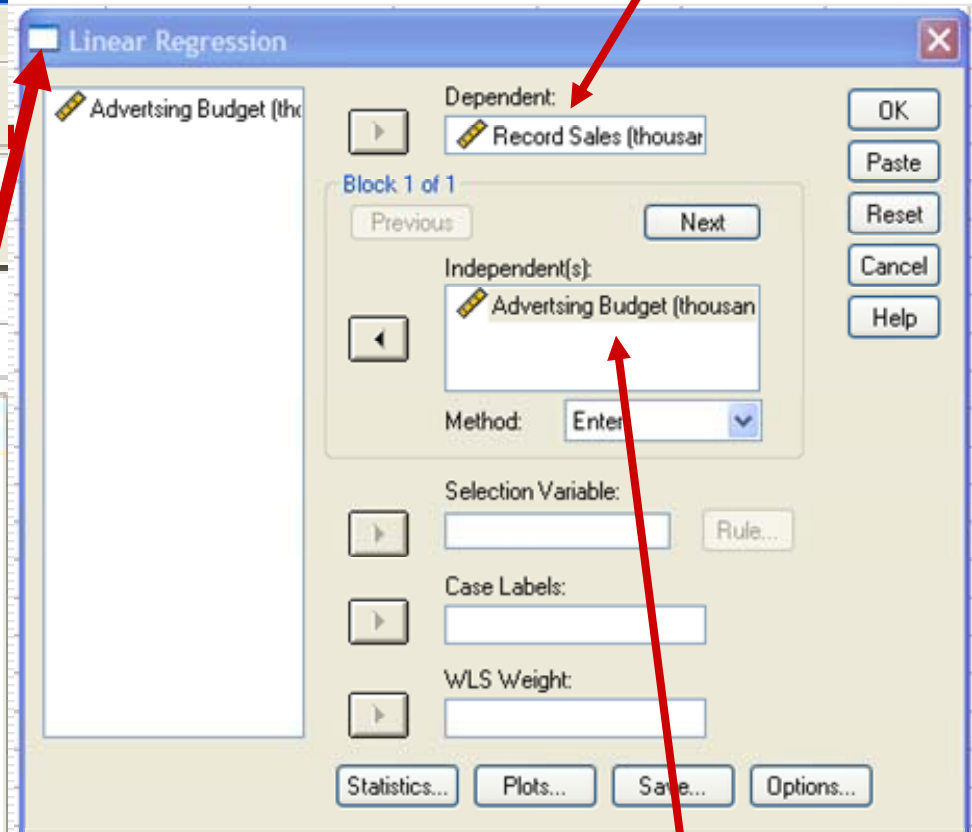 Linear Regression
Advertsing Budget (tho
Dependent:
Record Sales (thousar
Block 1 of 1
Previous
Next
Independent(s):
Advertsing Budget (thousan
Method:
Enter
Selection Variable:
Rule...
Case Labels:
WLS Weight:
Statistics...
Plots...
Save...
Options...
OK
Paste
Reset
Cancel
Help